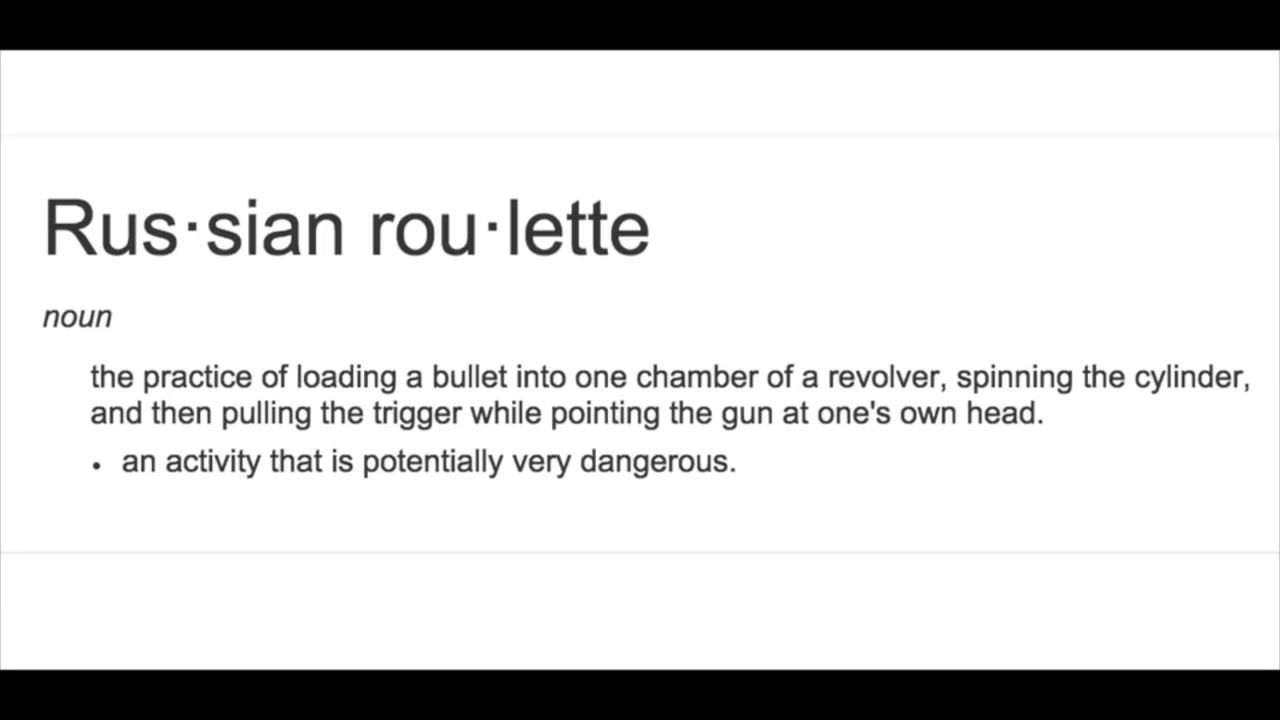 Rus·sian rou·lette
noun
the practice of loading a bullet into one chamber of a revolver, spinning the cylinder,
and then pulling the trigger while pointing the gun at one's own head.
• an activity that is potentially very dangerous.